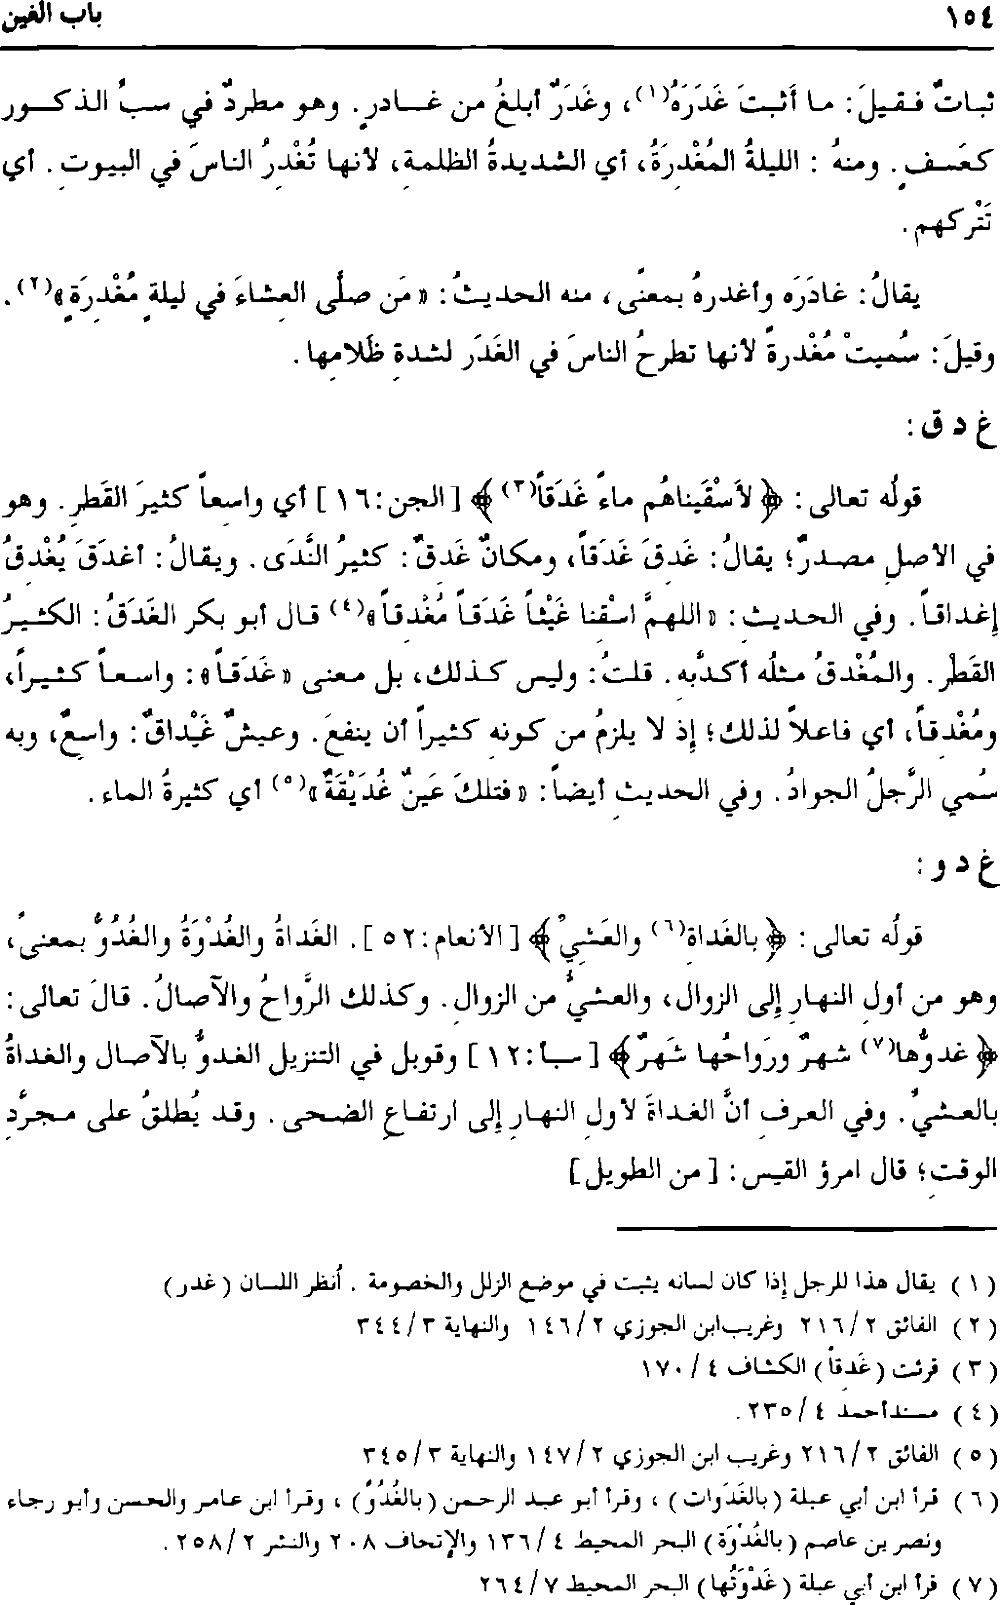 ١٥٤ باب الغين
ثباتٌ فقيلَ: ما أَثبتَ غَدَرَهُ(١)، وغَدَرٌ أبلغُ من غادرٍ. وهو مطردٌ في سبِّ الذكور
كعَسفٍ. ومنهُ: الليلةُ المُغْدِرَةُ، أي الشديدةُ الظلمةِ، لأنها تُغْدِرُ الناسَ في البيوتِ. أي
تَتْركهم.
يقالُ: غادَرَه وأغدرهُ بمعنًى، منه الحديثُ: «مَن صلَّى العِشاءَ في ليلةٍ مُغْدِرَةٍ»(٢).
وقيلَ: سُميتْ مُغْدرةً لأنها تطرحُ الناسَ في الغَدَر لشدةِ ظَلامِها.
غ د ق:
قولُه تعالى: ﴿لأَسْقَيناهُم ماءً غَدَقاً(٣)﴾ [الجن:١٦] أي واسعاً كثيرَ القَطرِ. وهو
في الأصلِ مصدرٌ؛ يقالُ: غَدِقَ غَدَقاً، ومكانٌ غَدِقٌ: كثيرُ النَّدَى. ويقالُ: أغدَقَ يُغْدِقُ
إغداقاً. وفي الحديثِ: «اللهمَّ اسْقِنا غَيْثاً غَدَقاً مُغْدِقاً»(٤) قال أبو بكر الغَدَقُ: الكثيرُ
القَطْرِ. والمُغْدقُ مثلُه أكدَّبه. قلتُ: وليس كذلك، بل معنى «غَدَقاً»: واسعاً كثيراً،
ومُغْدِقاً، أي فاعلاً لذلك؛ إِذ لا يلزمُ من كونِه كثيراً أن ينفعَ. وعيشٌ غَيْداقٌ: واسعٌ، وبه
سُمي الرَّجلُ الجوادُ. وفي الحديثِ أيضاً: «فتلكَ عَينٌ غُدَيْقَةٌ»(٥) أي كثيرةُ الماء.
غ د و:
قولُه تعالى: ﴿بالغَداةِ(٦) والعَشيِّ﴾ [الأنعام:٥٢]. الغَداةُ والغُدْوَةُ والغُدُوُّ بمعنىً،
وهو من أولِ النهارِ إلى الزوالِ، والعشيُّ من الزوالِ. وكذلك الرَّواحُ والآصالُ. قالَ تعالى:
﴿غدوُّها(٧) شهرٌ ورَواحُها شَهرٌ﴾ [سبأ:١٢] وقوبل في التنزيلِ الغدوُّ بالآصال والغداةُ
بالعشيِّ. وفي العرفِ أنَّ الغداةَ لأولِ النهارِ إلى ارتفاعِ الضحى. وقد يُطلقُ على مجرَّدِ
الوقتِ؛ قال امرؤ القيس: [من الطويل]
(١) يقال هذا للرجل إذا كان لسانه يثبت في موضع الزلل والخصومة. اُنظر اللسان (غدر)
(٢) الفائق ٢/٢١٦ وغريب ابن الجوزي ٢/١٤٦ والنهاية ٣/٣٤٤
(٣) قرئت (غَدِقاً) الكشاف ٤/١٧٠
(٤) مسند أحمد ٤/٢٣٥.
(٥) الفائق ٢/٢١٦ وغريب ابن الجوزي ٢/١٤٧ والنهاية ٣/٣٤٥
(٦) قرأ ابن أبي عبلة (بالغَدَوات)، وقرأ أبو عبد الرحمن (بالغُدُوِّ)، وقرأ ابن عامر والحسن وأبو رجاء
ونصر بن عاصم (بالغُدْوَة) البحر المحيط ٤/١٣٦ والإتحاف ٢٠٨ والنشر ٢/٢٥٨.
(٧) قرأ ابن أبي عبلة (غَدْوَتُها) البحر المحيط ٧/٢٦٤